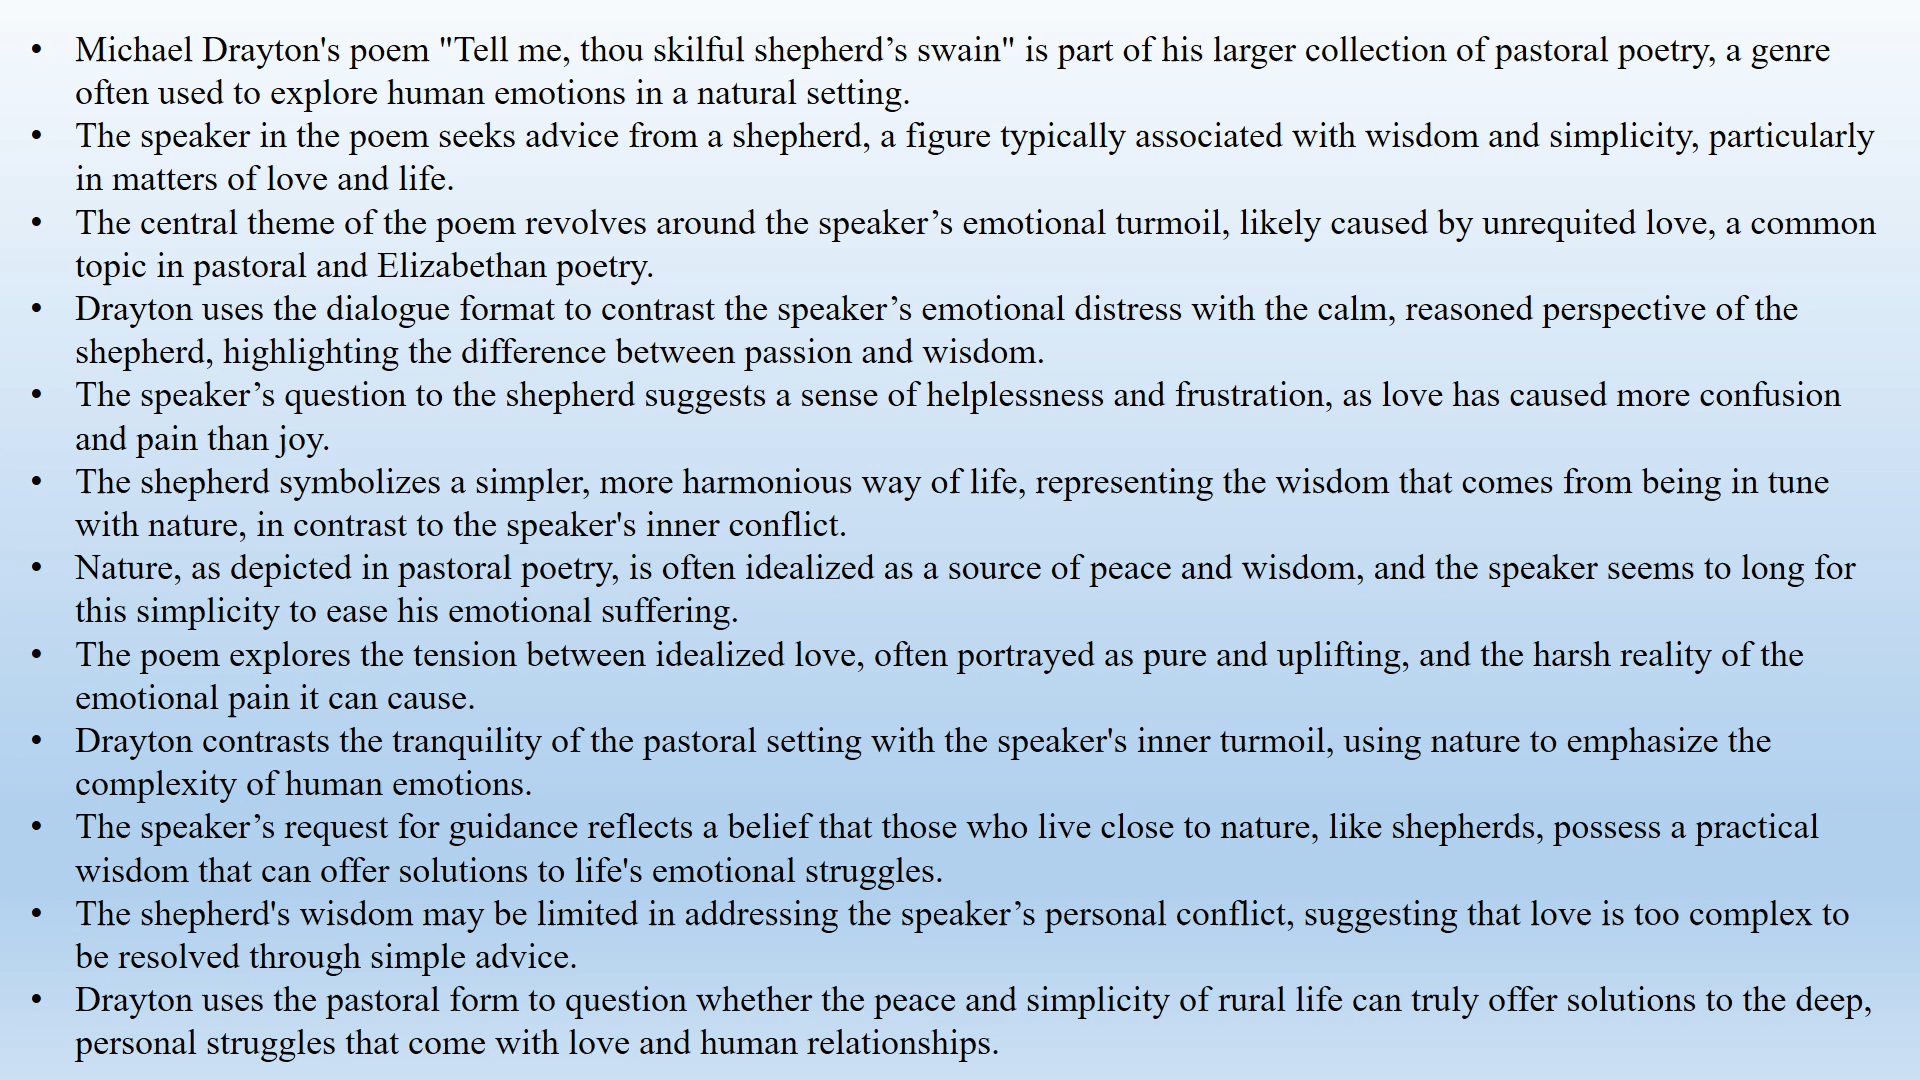 • Michael Drayton's poem "Tell me, thou skilful shepherd’s swain" is part of his larger collection of pastoral poetry, a genre
often used to explore human emotions in a natural setting.
• The speaker in the poem seeks advice from a shepherd, a figure typically associated with wisdom and simplicity, particularly
in matters of love and life.
• The central theme of the poem revolves around the speaker’s emotional turmoil, likely caused by unrequited love, a common
topic in pastoral and Elizabethan poetry.
• Drayton uses the dialogue format to contrast the speaker’s emotional distress with the calm, reasoned perspective of the
shepherd, highlighting the difference between passion and wisdom.
• The speaker’s question to the shepherd suggests a sense of helplessness and frustration, as love has caused more confusion
and pain than joy.
• The shepherd symbolizes a simpler, more harmonious way of life, representing the wisdom that comes from being in tune
with nature, in contrast to the speaker's inner conflict.
• Nature, as depicted in pastoral poetry, is often idealized as a source of peace and wisdom, and the speaker seems to long for
this simplicity to ease his emotional suffering.
• The poem explores the tension between idealized love, often portrayed as pure and uplifting, and the harsh reality of the
emotional pain it can cause.
• Drayton contrasts the tranquility of the pastoral setting with the speaker's inner turmoil, using nature to emphasize the
complexity of human emotions.
• The speaker’s request for guidance reflects a belief that those who live close to nature, like shepherds, possess a practical
wisdom that can offer solutions to life's emotional struggles.
• The shepherd's wisdom may be limited in addressing the speaker’s personal conflict, suggesting that love is too complex to
be resolved through simple advice.
• Drayton uses the pastoral form to question whether the peace and simplicity of rural life can truly offer solutions to the deep,
personal struggles that come with love and human relationships.